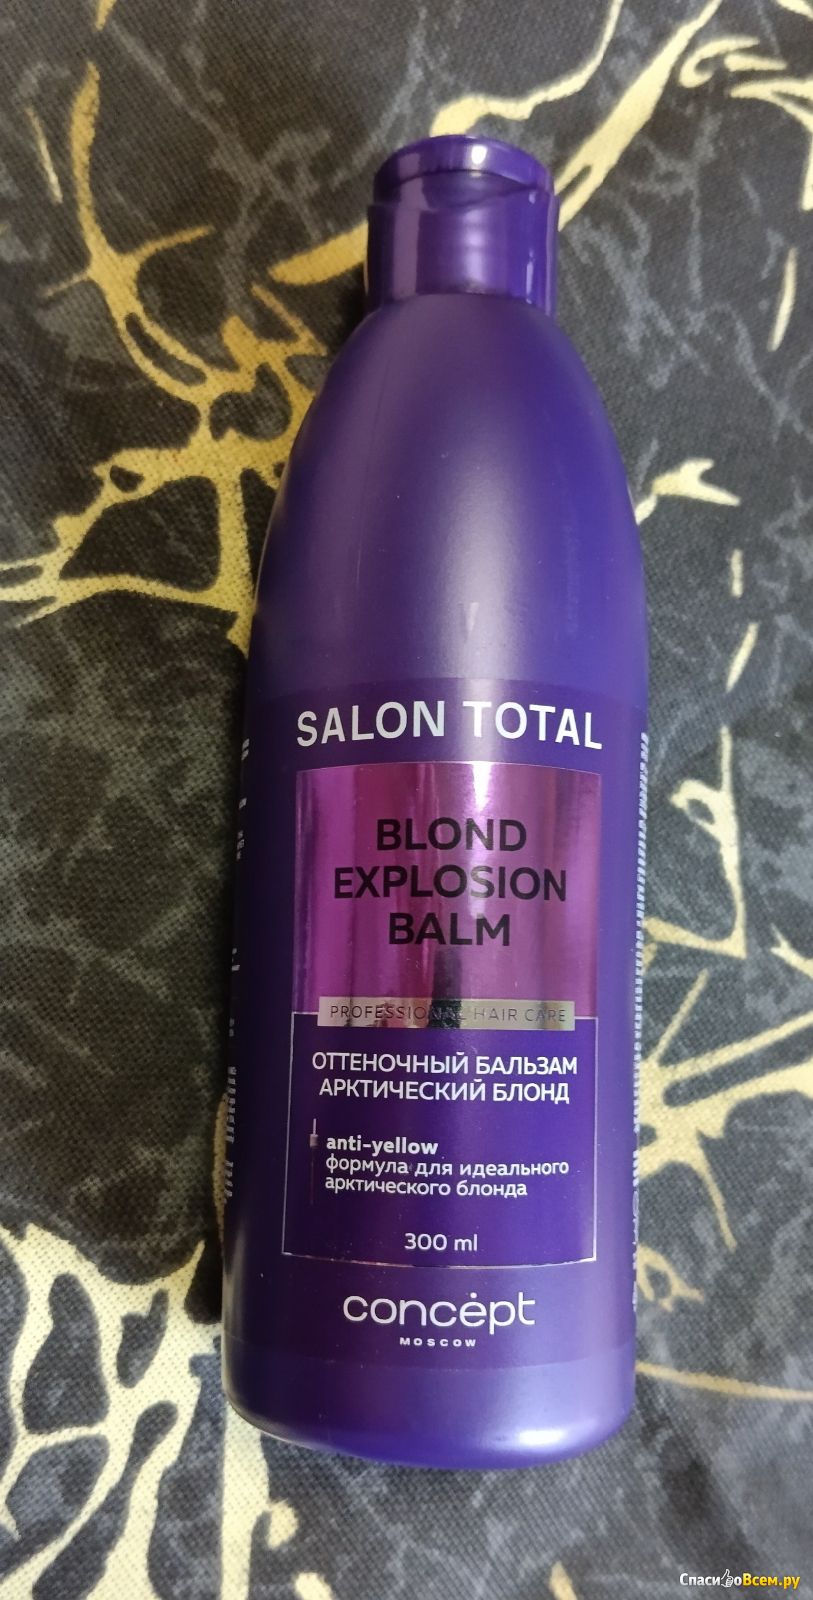 SALON TOTAL
BLOND
EXPLOSION
BALM
PROFESSIONAL HAIR CARE
ОТТЕНОЧНЫЙ БАЛЬЗАМ
АРКТИЧЕСКИЙ БЛОНД
anti-yellow
формула для идеального
арктического блонда
300 ml
concept
MOSCOW
СпасибоВсем.ру